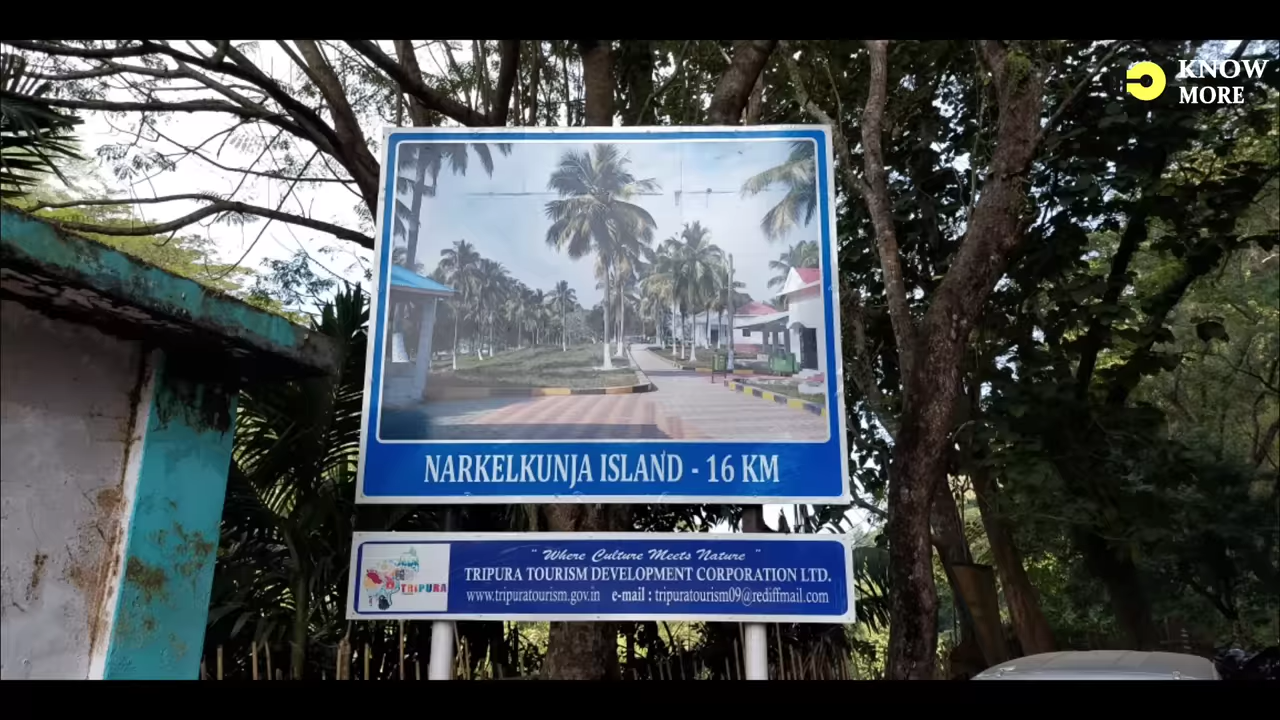 KNOW
MORE
NARKELKUNJA ISLAND - 16 KM
" Where Culture Meets Nature "
TRIPURA TOURISM DEVELOPMENT CORPORATION LTD.
TRIPURA
www.tripuratourism.gov.in e-mail : tripuratourism09@rediffmail.com